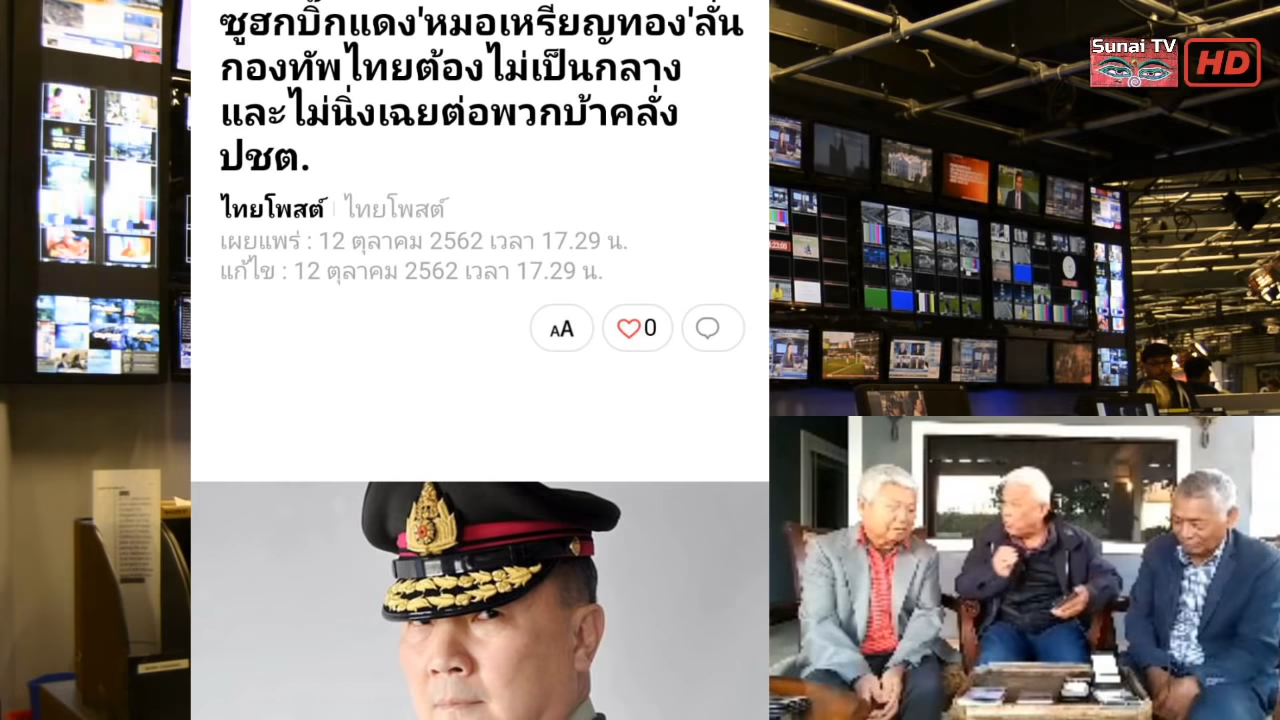 ซูฮกบิ๊กแดง'หมอเหรียญทอง'ลั่น
กองทัพไทยต้องไม่เป็นกลาง
และไม่นิ่งเฉยต่อพวกบ้าคลั่ง
ปชต.
ไทยโพสต์ ไทยโพสต์
เผยแพร่ : 12 ตุลาคม 2562 เวลา 17.29 น.
แก้ไข : 12 ตุลาคม 2562 เวลา 17.29 น.
AA 0
Sunai TV
HD